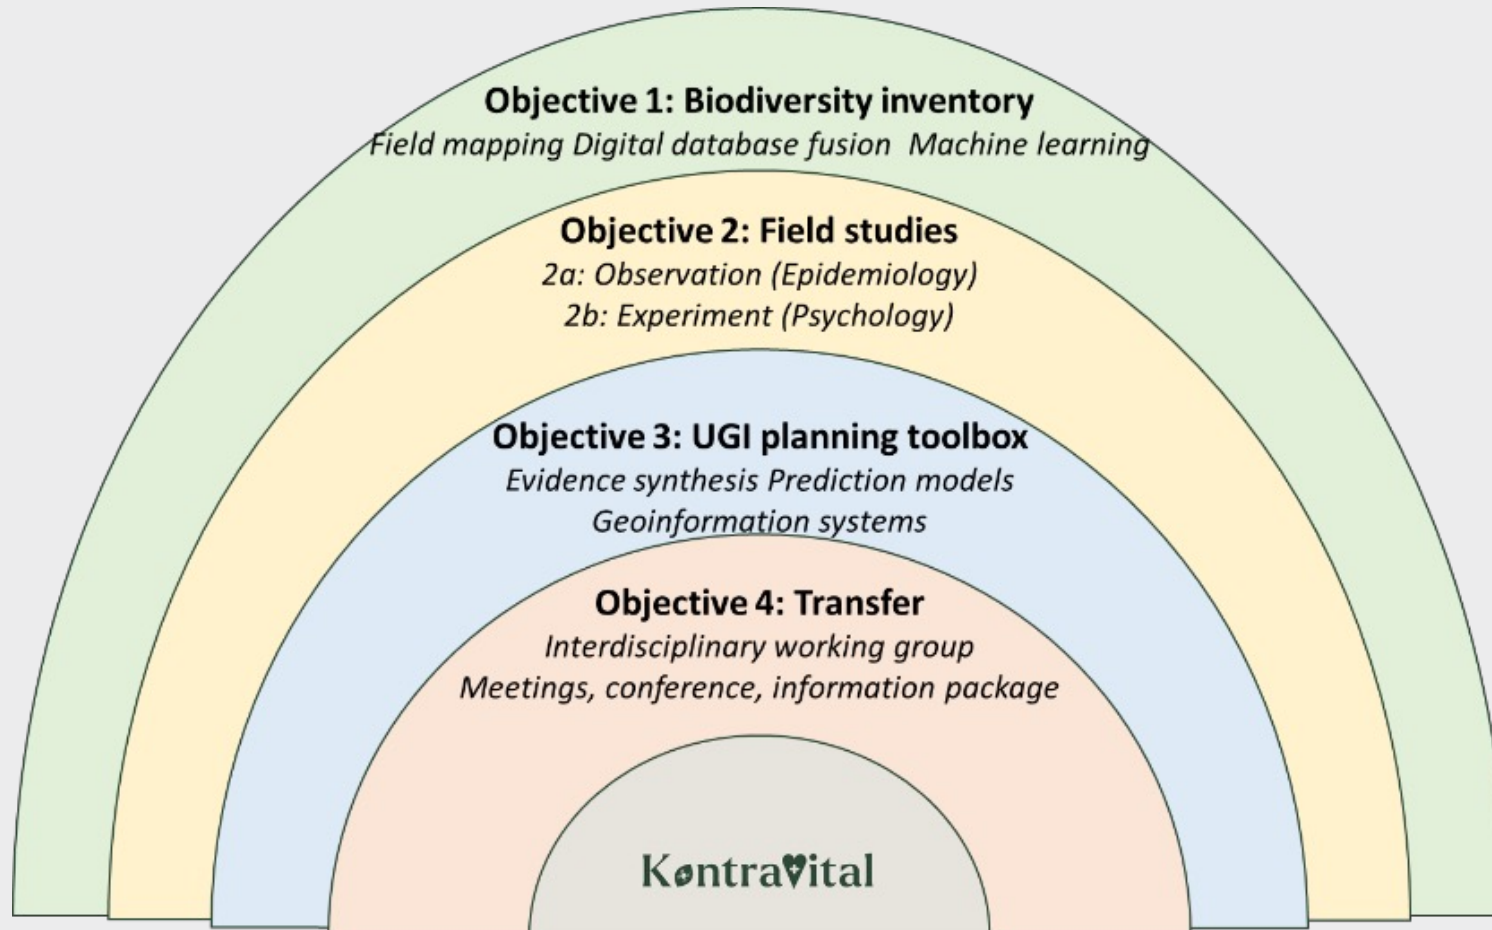 Objective 1: Biodiversity inventory
Field mapping Digital database fusion  Machine learning
Objective 2: Field studies
2a: Observation (Epidemiology)
2b: Experiment (Psychology)
Objective 3: UGI planning toolbox
Evidence synthesis Prediction models
Geoinformation systems
Objective 4: Transfer
Interdisciplinary working group
Meetings, conference, information package
KontraVital